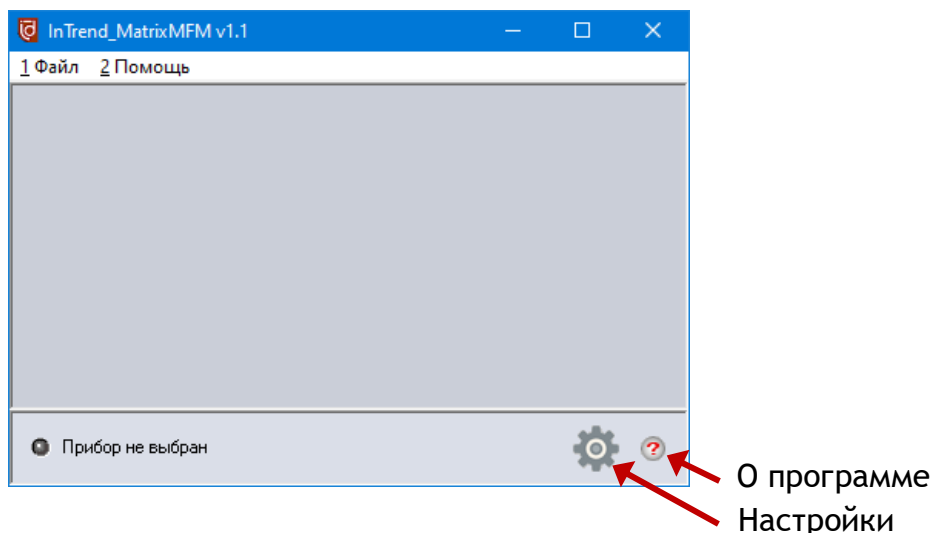 InTrend_MatrixMFM v1.1
1 Файл 2 Помощь
Прибор не выбран
?
О программе
Настройки